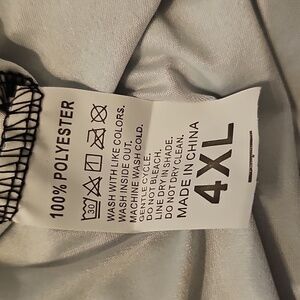 100% POLYESTER
30
WASH WITH LIKE COLORS.
WASH INSIDE OUT.
MACHINE WASH COLD.
GENTLE CYCLE.
DO NOT BLEACH.
LINE DRY IN SHADE.
DO NOT DRY CLEAN.
MADE IN CHINA
4XL